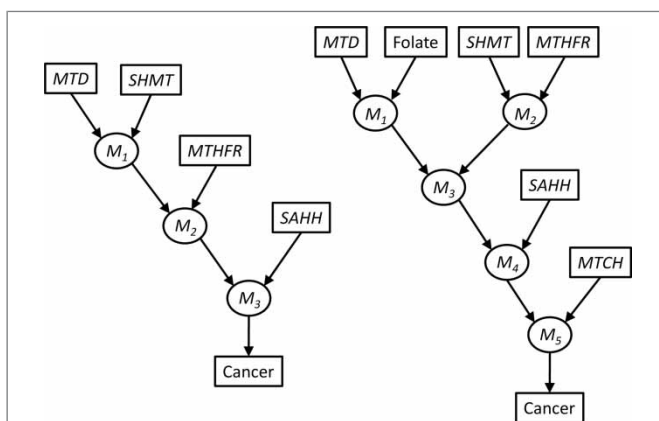 MTD SHMT
M1
MTHFR
M2
SAHH
M3
Cancer
MTD Folate SHMT MTHFR
M1 M2
M3
SAHH
M4
MTCH
M5
Cancer